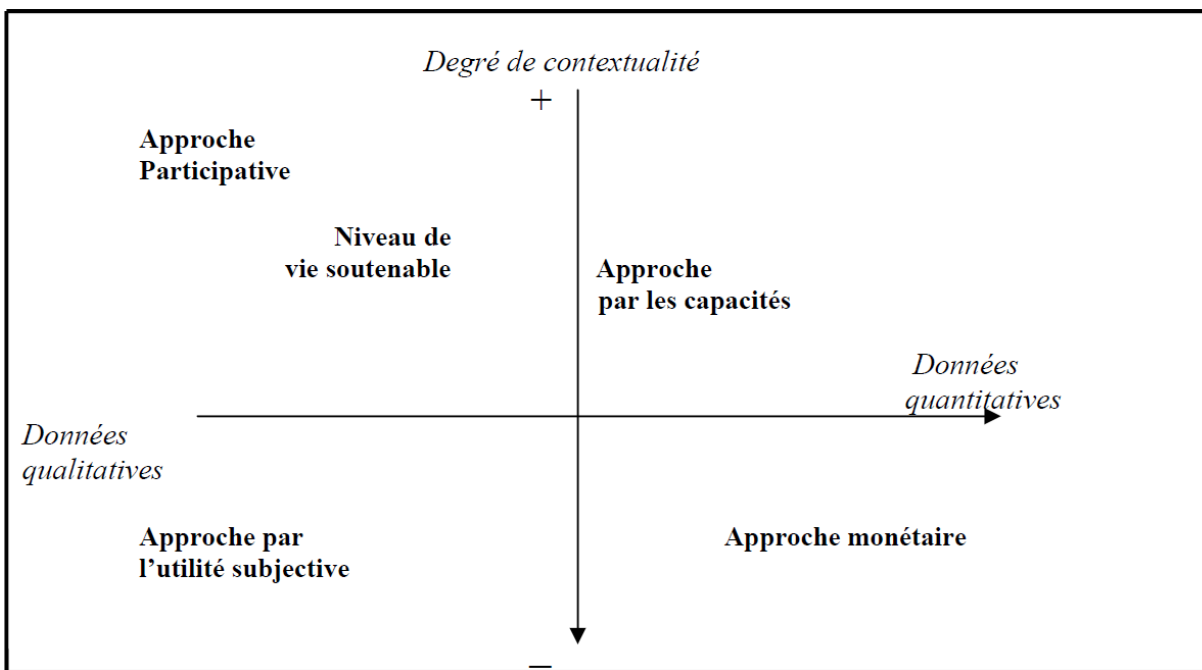 Degré de contextualité
+
Approche
Participative
Niveau de
vie soutenable
Approche
par les capacités
Données
quantitatives
Données
qualitatives
Approche par
l’utilité subjective
Approche monétaire
–